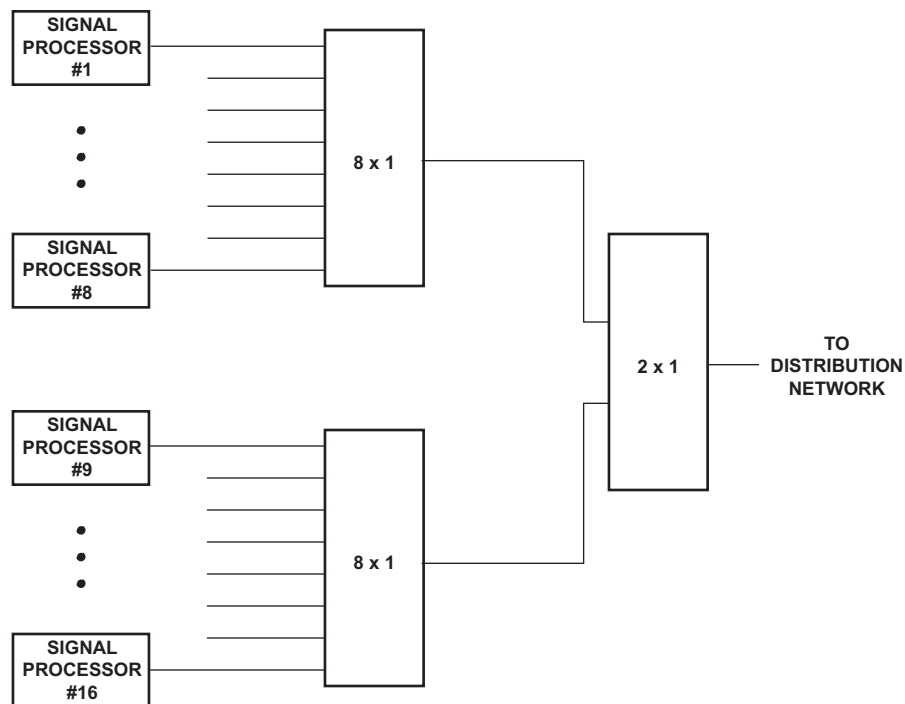 SIGNAL
PROCESSOR
#1
8 x 1
SIGNAL
PROCESSOR
#8
2 x 1
TO
DISTRIBUTION
NETWORK
SIGNAL
PROCESSOR
#9
8 x 1
SIGNAL
PROCESSOR
#16